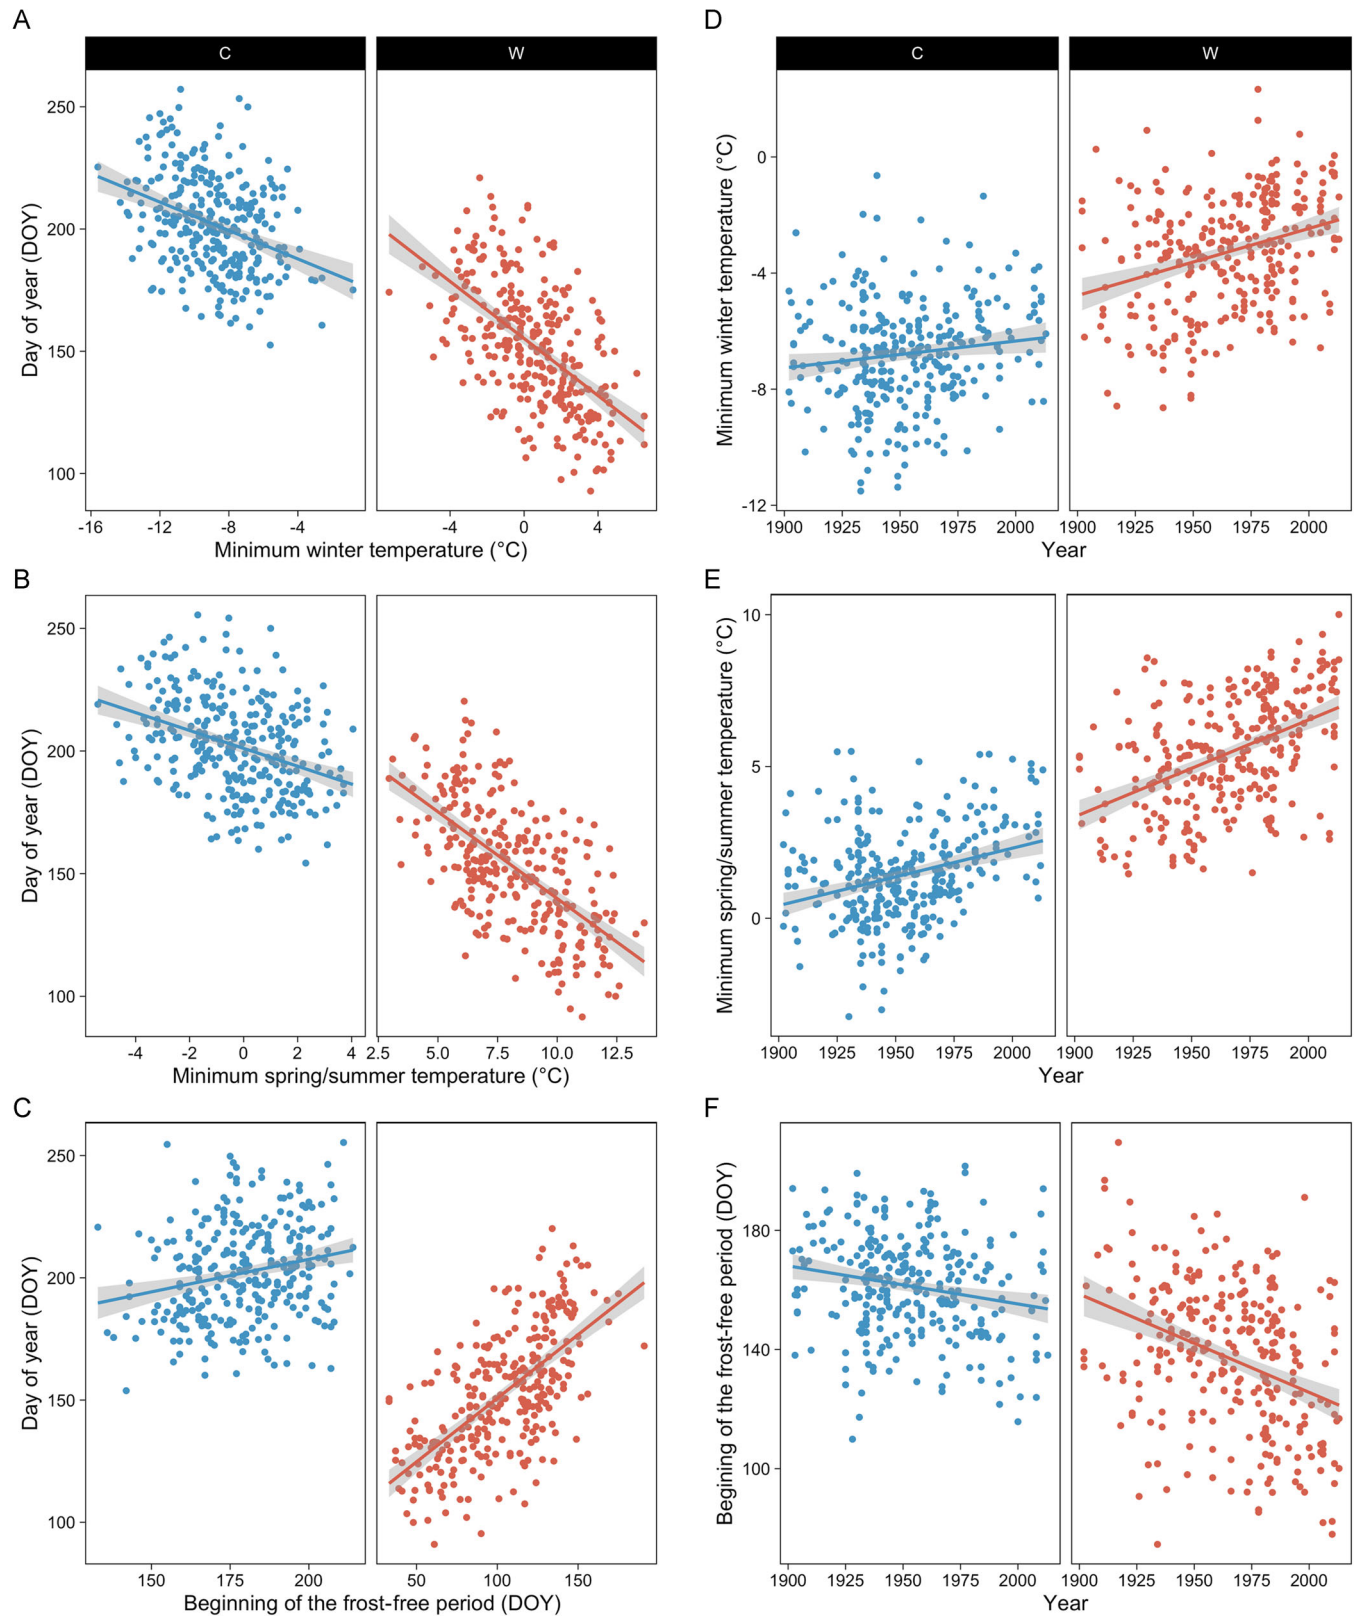 A
C W
250
200
150
100
Day of year (DOY)
-16 -12 -8 -4 -4 0 4
Minimum winter temperature (°C)
B
250
200
150
100
Day of year (DOY)
-4 -2 0 2 4 2.5 5.0 7.5 10.0 12.5
Minimum spring/summer temperature (°C)
C
250
200
150
100
Day of year (DOY)
150 175 200 50 100 150
Beginning of the frost-free period (DOY)
D
C W
0
-4
-8
-12
Minimum winter temperature (°C)
1900 1925 1950 1975 2000 1900 1925 1950 1975 2000
Year
E
10
5
0
Minimum spring/summer temperature (°C)
1900 1925 1950 1975 2000 1900 1925 1950 1975 2000
Year
F
180
140
100
Begining of the frost-free period (DOY)
1900 1925 1950 1975 2000 1900 1925 1950 1975 2000
Year